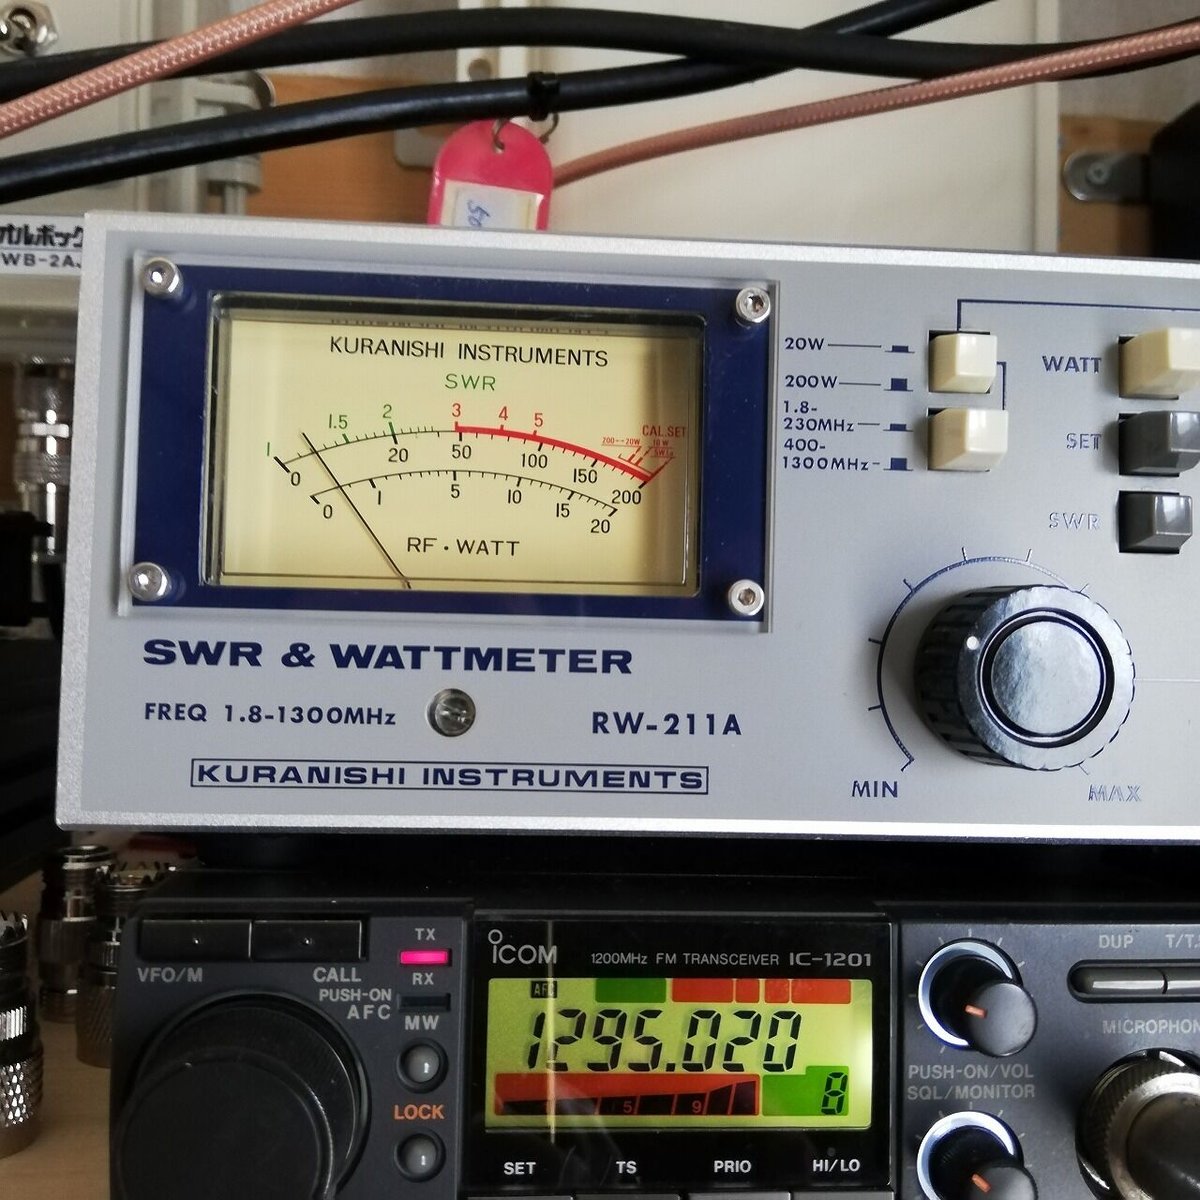 WB-2A
KURANISHI INSTRUMENTS
SWR
1 1.5 2 3 4 5 CAL.SET
0 20 50 100 150 200
0 1 5 10 15 20
RF・WATT
20W
200W
1.8-
230MHz
400-
1300MHz
WATT
SET
SWR
MIN
MAX
SWR & WATTMETER
FREQ 1.8-1300MHz
RW-211A
KURANISHI INSTRUMENTS
VFO/M
CALL
TX
RX
PUSH-ON
AFC
MW
LOCK
ICOM
1200MHz FM TRANSCEIVER IC-1201
AFC
1295.020
5 9
8
SET
TS
PRIO
HI/LO
DUP
T/T
MICROPHON
PUSH-ON/VOL
SQL/MONITOR